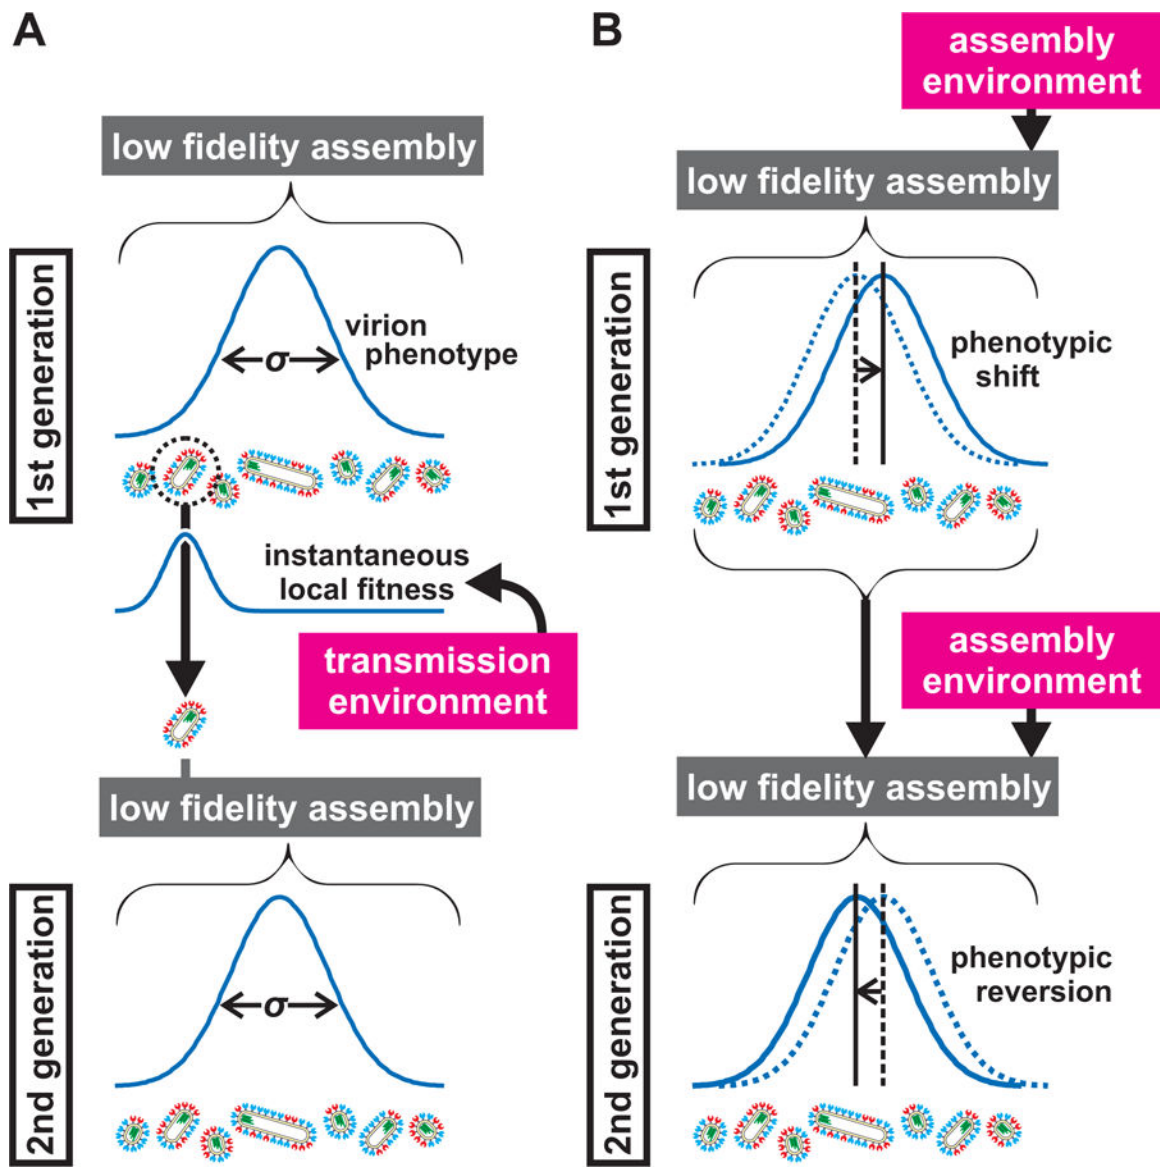 A
low fidelity assembly
1st generation
virion
phenotype
σ
instantaneous
local fitness
transmission
environment
low fidelity assembly
2nd generation
σ
B
assembly
environment
low fidelity assembly
1st generation
phenotypic
shift
assembly
environment
low fidelity assembly
2nd generation
phenotypic
reversion